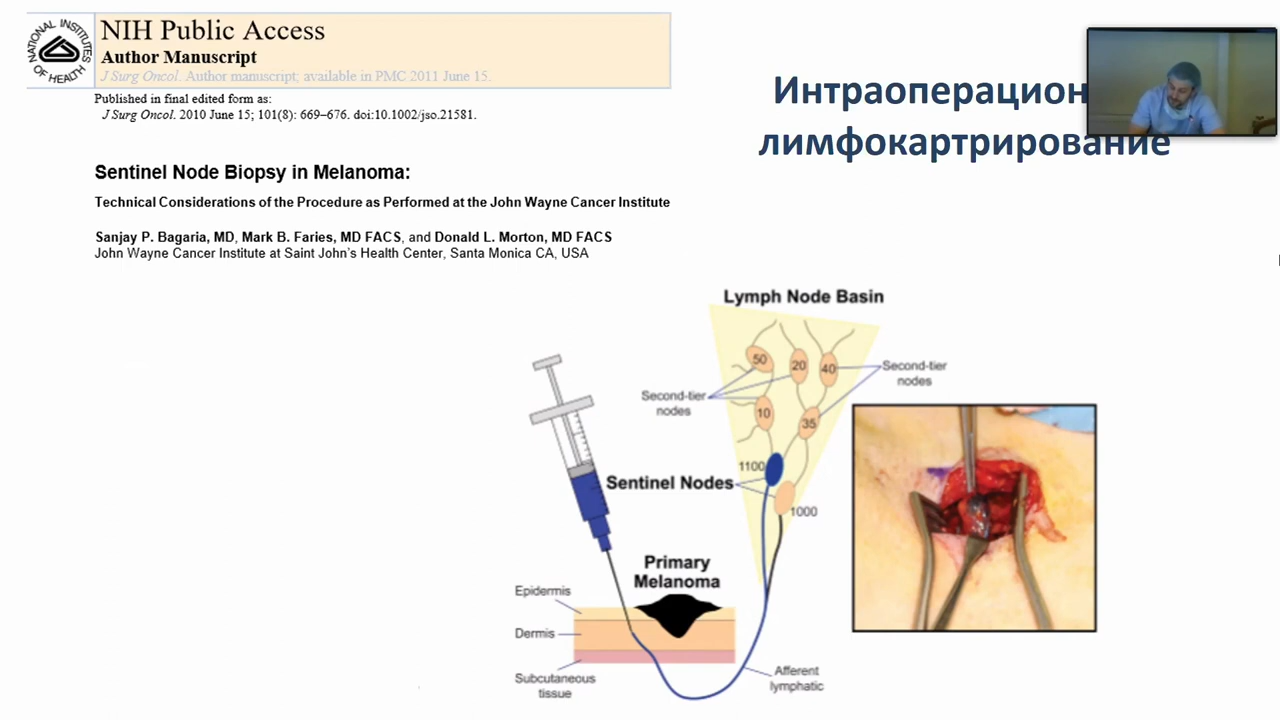 NATIONAL INSTITUTES OF HEALTH
NIH Public Access
Author Manuscript
J Surg Oncol. Author manuscript; available in PMC 2011 June 15.
Published in final edited form as:
J Surg Oncol. 2010 June 15; 101(8): 669–676. doi:10.1002/jso.21581.
Интраоперацион
лимфокартрирование
Sentinel Node Biopsy in Melanoma:
Technical Considerations of the Procedure as Performed at the John Wayne Cancer Institute
Sanjay P. Bagaria, MD, Mark B. Faries, MD FACS, and Donald L. Morton, MD FACS
John Wayne Cancer Institute at Saint John's Health Center, Santa Monica CA, USA
Lymph Node Basin
50
20
40
Second-tier
nodes
Second-tier
nodes
10
35
1100
Sentinel Nodes
1000
Primary
Melanoma
Epidermis
Dermis
Subcutaneous
tissue
Afferent
lymphatic